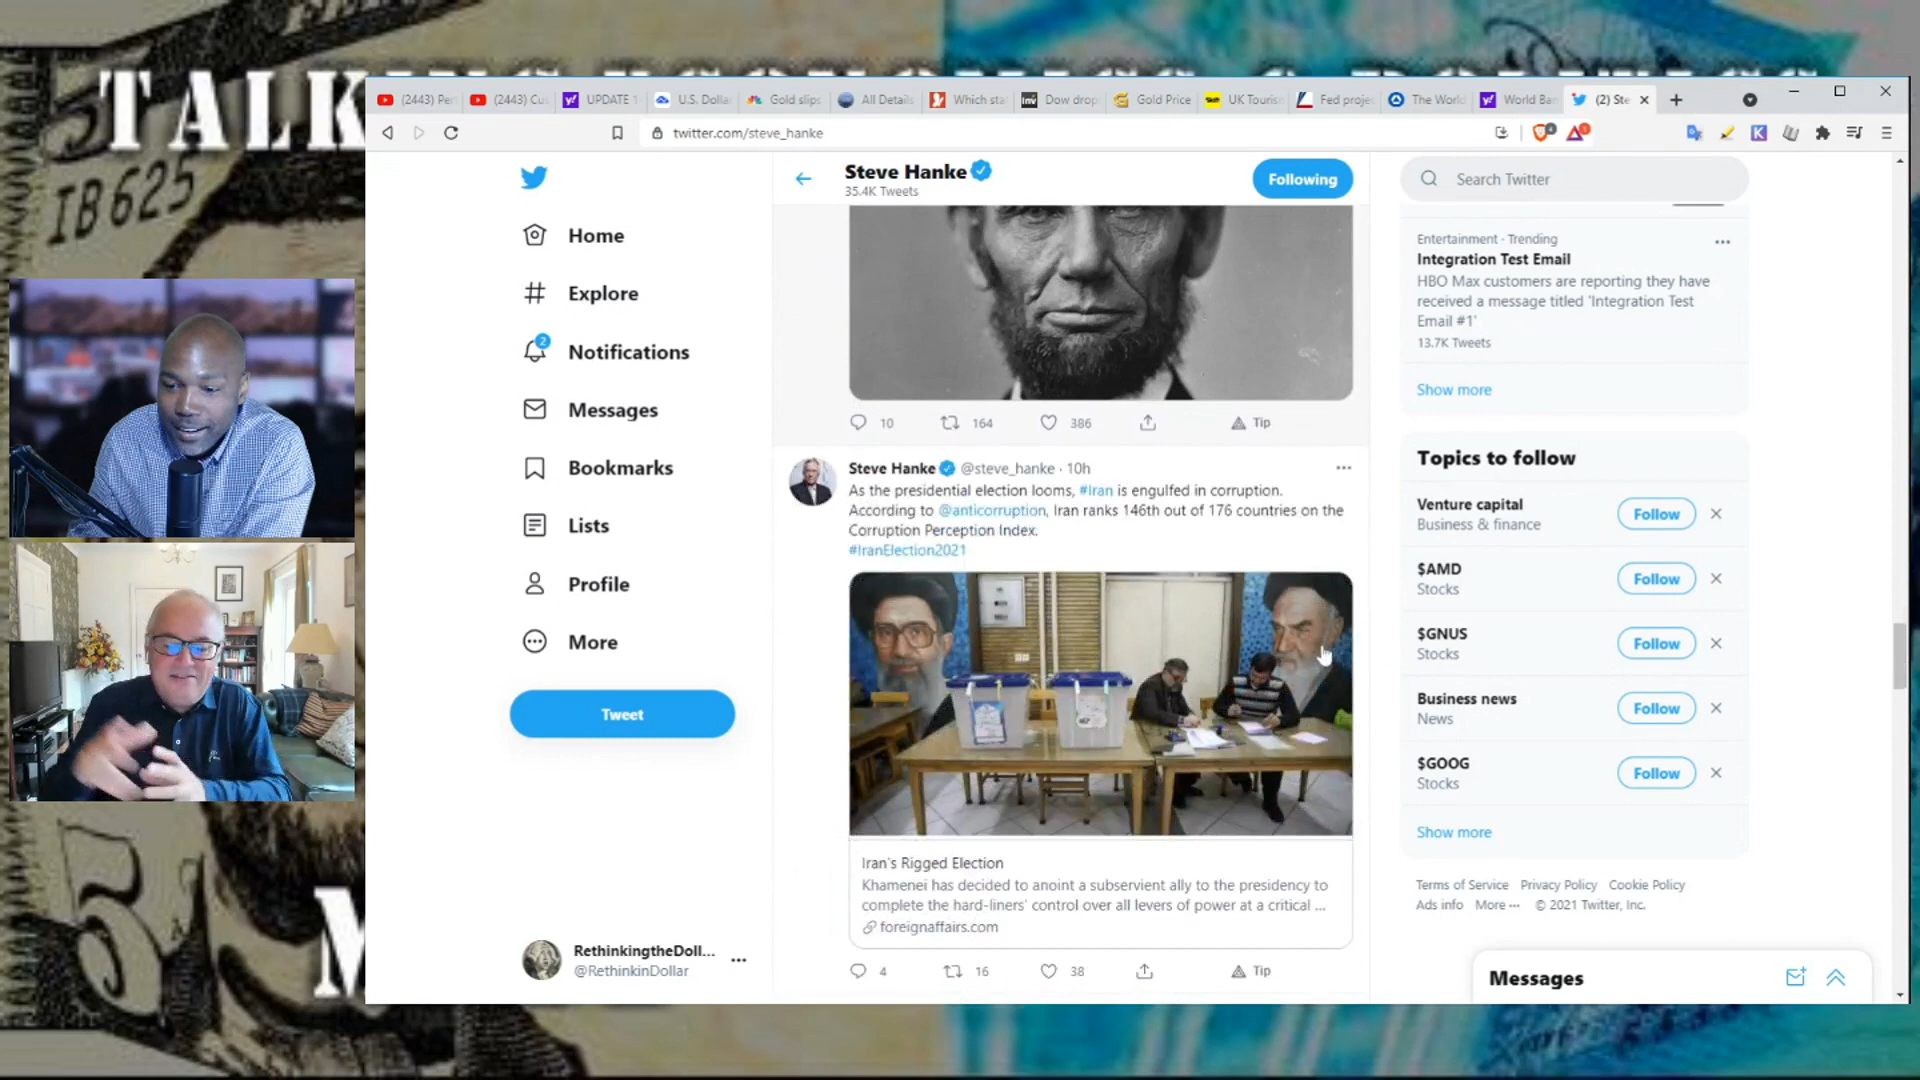 TALK
IB625
(2443) Per
(2443) Cu
UPDATE
U.S. Dolla
Gold slips
All Details
Which sta
Dow drop
Gold Price
UK Touris
Fed proje
The World
World Ba
(2) Ste
twitter.com/steve_hanke
Steve Hanke
35.4K Tweets
Following
Search Twitter
Home
Explore
2
Notifications
Messages
Bookmarks
Lists
Profile
More
Tweet
RethinkingtheDoll...
@RethinkinDollar
10
164
386
Tip
Steve Hanke @steve_hanke · 10h
As the presidential election looms, #Iran is engulfed in corruption.
According to @anticorruption, Iran ranks 146th out of 176 countries on the
Corruption Perception Index.
#IranElection2021
Iran's Rigged Election
Khamenei has decided to anoint a subservient ally to the presidency to
complete the hard-liners' control over all levers of power at a critical ...
foreignaffairs.com
4
16
38
Tip
Entertainment · Trending
Integration Test Email
HBO Max customers are reporting they have
received a message titled 'Integration Test
Email #1'
13.7K Tweets
Show more
Topics to follow
Venture capital
Business & finance
Follow
$AMD
Stocks
Follow
$GNUS
Stocks
Follow
Business news
News
Follow
$GOOG
Stocks
Follow
Show more
Terms of Service Privacy Policy Cookie Policy
Ads info More ··· © 2021 Twitter, Inc.
Messages